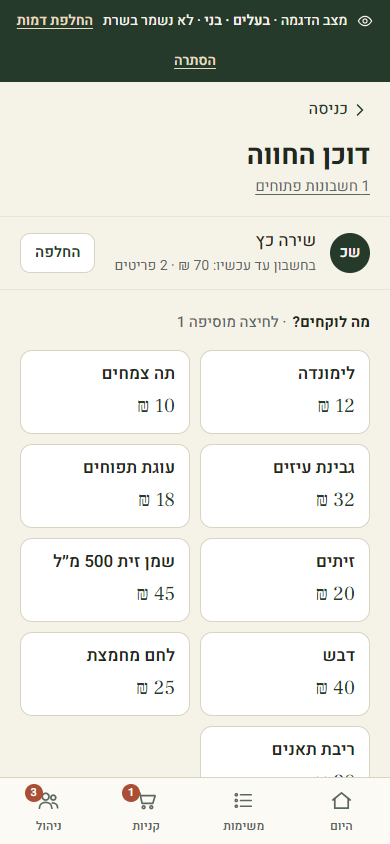 מצב הדגמה · בעלים · בני · לא נשמר בשרת החלפת דמות
הסתרה
כניסה
דוכן החווה
1 חשבונות פתוחים
שכ
שירה כץ
בחשבון עד עכשיו: 70 ₪ · 2 פריטים
החלפה
מה לוקחים? · לחיצה מוסיפה 1
לימונדה
12 ₪
תה צמחים
10 ₪
גבינת עיזים
32 ₪
עוגת תפוחים
18 ₪
זיתים
20 ₪
שמן זית 500 מ״ל
45 ₪
דבש
40 ₪
לחם מחמצת
25 ₪
ריבת תאנים
היום
משימות
1
קניות
3
ניהול